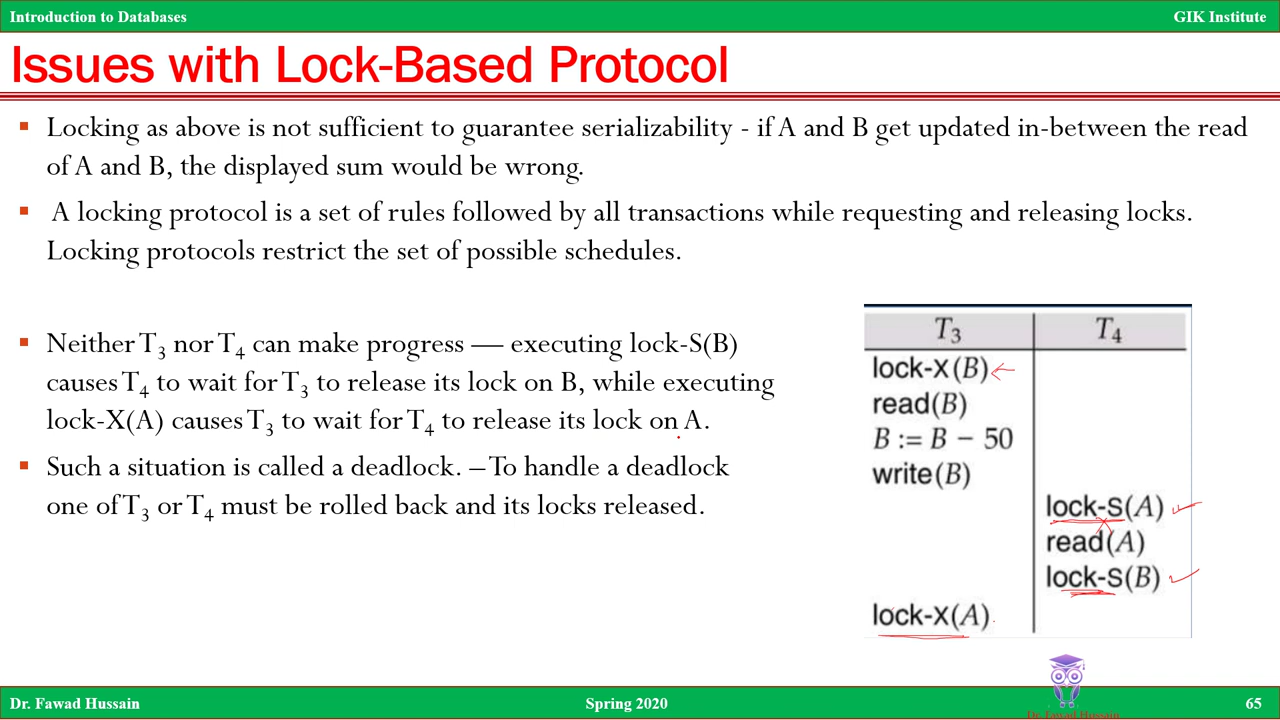 Introduction to Databases
GIK Institute
Issues with Lock-Based Protocol
▪ Locking as above is not sufficient to guarantee serializability - if A and B get updated in-between the read
of A and B, the displayed sum would be wrong.
▪ A locking protocol is a set of rules followed by all transactions while requesting and releasing locks.
Locking protocols restrict the set of possible schedules.
▪ Neither T3 nor T4 can make progress — executing lock-S(B)
causes T4 to wait for T3 to release its lock on B, while executing
lock-X(A) causes T3 to wait for T4 to release its lock on A.
▪ Such a situation is called a deadlock. – To handle a deadlock
one of T3 or T4 must be rolled back and its locks released.
T3 T4
lock-X(B)
read(B)
B := B − 50
write(B)
lock-S(A)
read(A)
lock-S(B)
lock-X(A)
Dr. Fawad Hussain
Spring 2020
Dr. Fawad Hussain
65